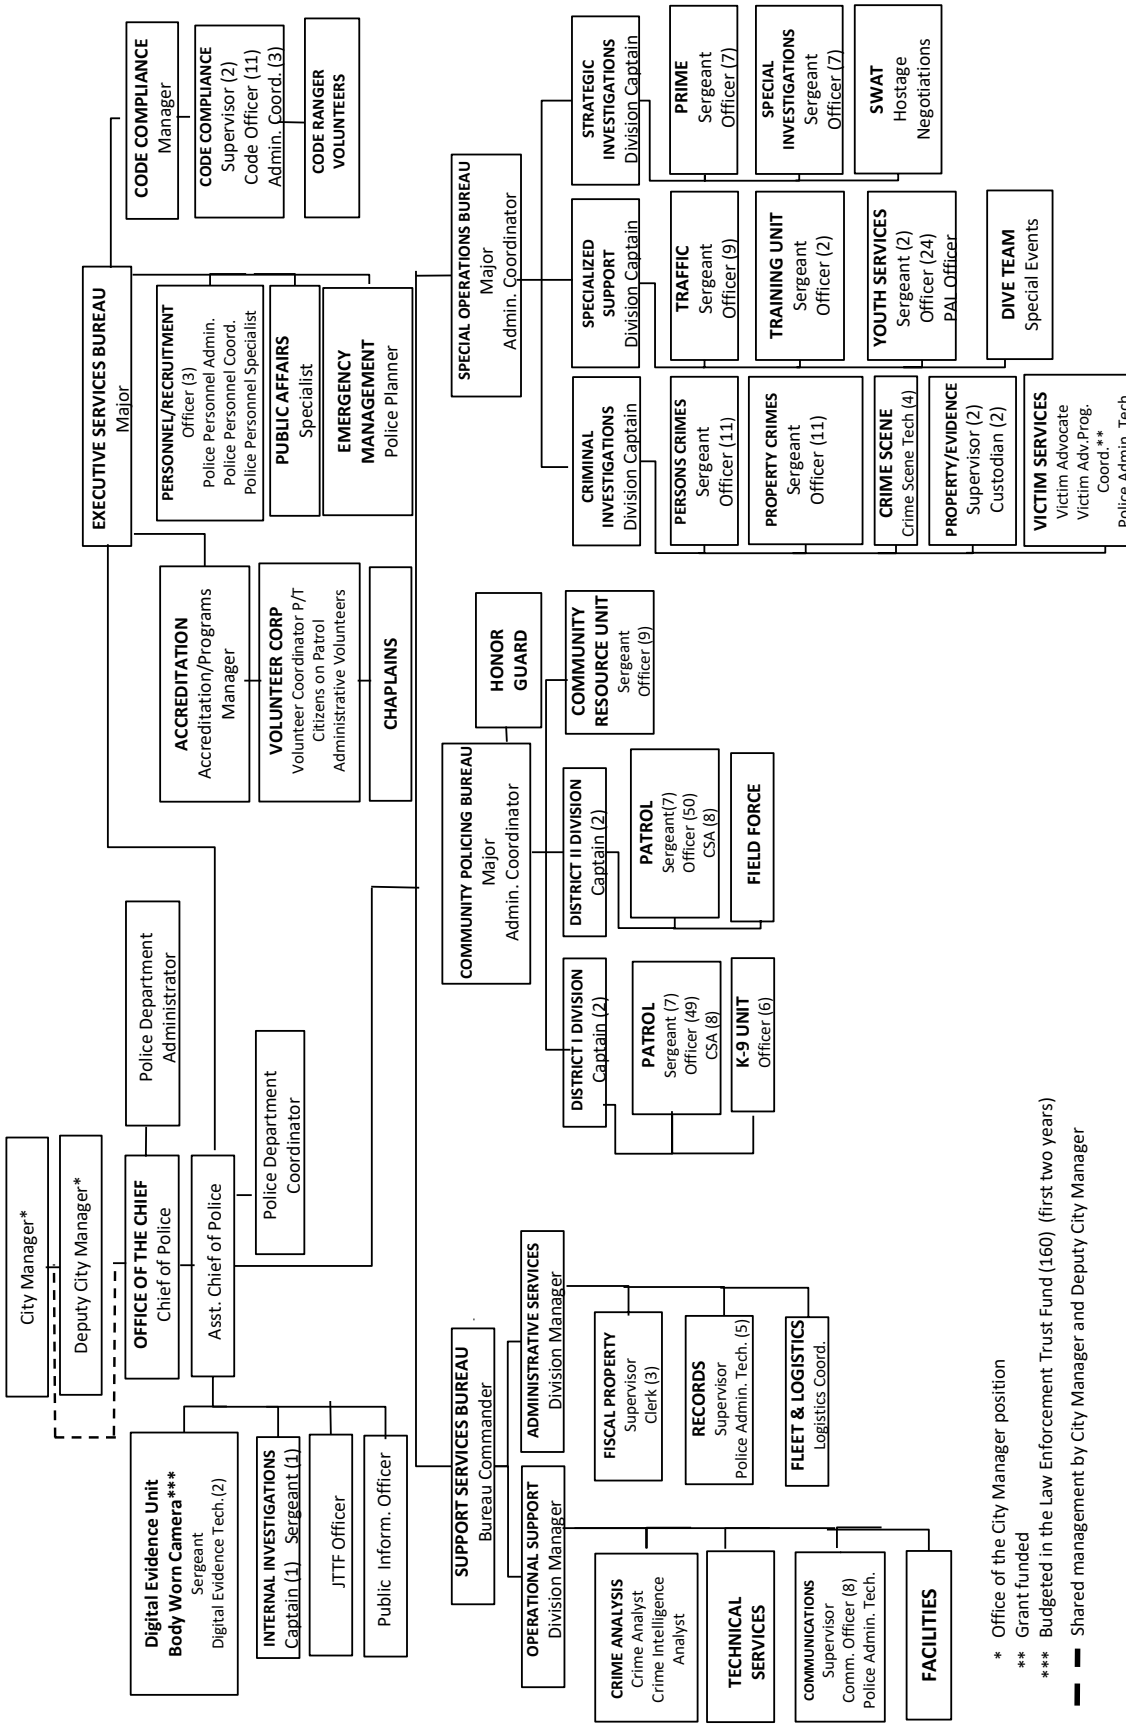 City Manager*
Deputy City Manager*
OFFICE OF THE CHIEF
Chief of Police
Police Department
Administrator
Asst. Chief of Police
Police Department
Coordinator
Digital Evidence Unit
Body Worn Camera***
Sergeant
Digital Evidence Tech.(2)
INTERNAL INVESTIGATIONS
Captain (1) Sergeant (1)
JTTF Officer
Public Inform. Officer
EXECUTIVE SERVICES BUREAU
Major
ACCREDITATION
Accreditation/Programs
Manager
VOLUNTEER CORP
Volunteer Coordinator P/T
Citizens on Patrol
Administrative Volunteers
CHAPLAINS
PERSONNEL/RECRUITMENT
Officer (3)
Police Personnel Admin.
Police Personnel Coord.
Police Personnel Specialist
PUBLIC AFFAIRS
Specialist
EMERGENCY
MANAGEMENT
Police Planner
CODE COMPLIANCE
Manager
CODE COMPLIANCE
Supervisor (2)
Code Officer (11)
Admin. Coord. (3)
CODE RANGER
VOLUNTEERS
SUPPORT SERVICES BUREAU
Bureau Commander
OPERATIONAL SUPPORT
Division Manager
CRIME ANALYSIS
Crime Analyst
Crime Intelligence
Analyst
TECHNICAL
SERVICES
COMMUNICATIONS
Supervisor
Comm. Officer (8)
Police Admin. Tech.
FACILITIES
ADMINISTRATIVE SERVICES
Division Manager
FISCAL PROPERTY
Supervisor
Clerk (3)
RECORDS
Supervisor
Police Admin. Tech. (5)
FLEET & LOGISTICS
Logistics Coord.
COMMUNITY POLICING BUREAU
Major
Admin. Coordinator
HONOR
GUARD
DISTRICT I DIVISION
Captain (2)
PATROL
Sergeant (7)
Officer (49)
CSA (8)
K-9 UNIT
Officer (6)
DISTRICT II DIVISION
Captain (2)
PATROL
Sergeant(7)
Officer (50)
CSA (8)
FIELD FORCE
COMMUNITY
RESOURCE UNIT
Sergeant
Officer (9)
SPECIAL OPERATIONS BUREAU
Major
Admin. Coordinator
CRIMINAL
INVESTIGATIONS
Division Captain
PERSONS CRIMES
Sergeant
Officer (11)
PROPERTY CRIMES
Sergeant
Officer (11)
CRIME SCENE
Crime Scene Tech (4)
PROPERTY/EVIDENCE
Supervisor (2)
Custodian (2)
VICTIM SERVICES
Victim Advocate
Victim Adv.Prog.
Coord.**
Police Admin. Tech
SPECIALIZED
SUPPORT
Division Captain
TRAFFIC
Sergeant
Officer (9)
TRAINING UNIT
Sergeant
Officer (2)
YOUTH SERVICES
Sergeant (2)
Officer (24)
PAL Officer
DIVE TEAM
Special Events
STRATEGIC
INVESTIGATIONS
Division Captain
PRIME
Sergeant
Officer (7)
SPECIAL
INVESTIGATIONS
Sergeant
Officer (7)
SWAT
Hostage
Negotiations
* Office of the City Manager position
** Grant funded
*** Budgeted in the Law Enforcement Trust Fund (160) (first two years)
Shared management by City Manager and Deputy City Manager